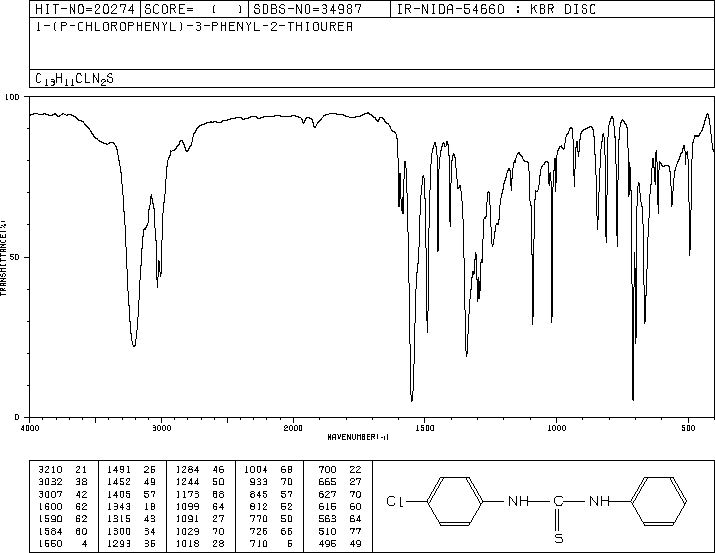 HIT-NO=20274 SCORE= ( ) SDBS-NO=34987 IR-NIDA-54660 : KBR DISC
1-(P-CHLOROPHENYL)-3-PHENYL-2-THIOUREA
C13H11CLN2S
100
50
0
TRANSMITTANCE(%)
4000 3000 2000 1500 1000 500
WAVENUMBER(-1)
3210 21 1491 26 1284 46 1004 68 700 22
3032 38 1452 49 1244 50 933 70 665 27
3007 42 1405 57 1173 68 845 57 627 70
1600 62 1343 18 1099 64 812 52 616 60
1590 62 1315 43 1091 27 770 50 563 64
1584 60 1300 34 1029 70 726 66 510 77
1550 4 1293 36 1018 28 710 5 496 49
Cl NH C NH
S